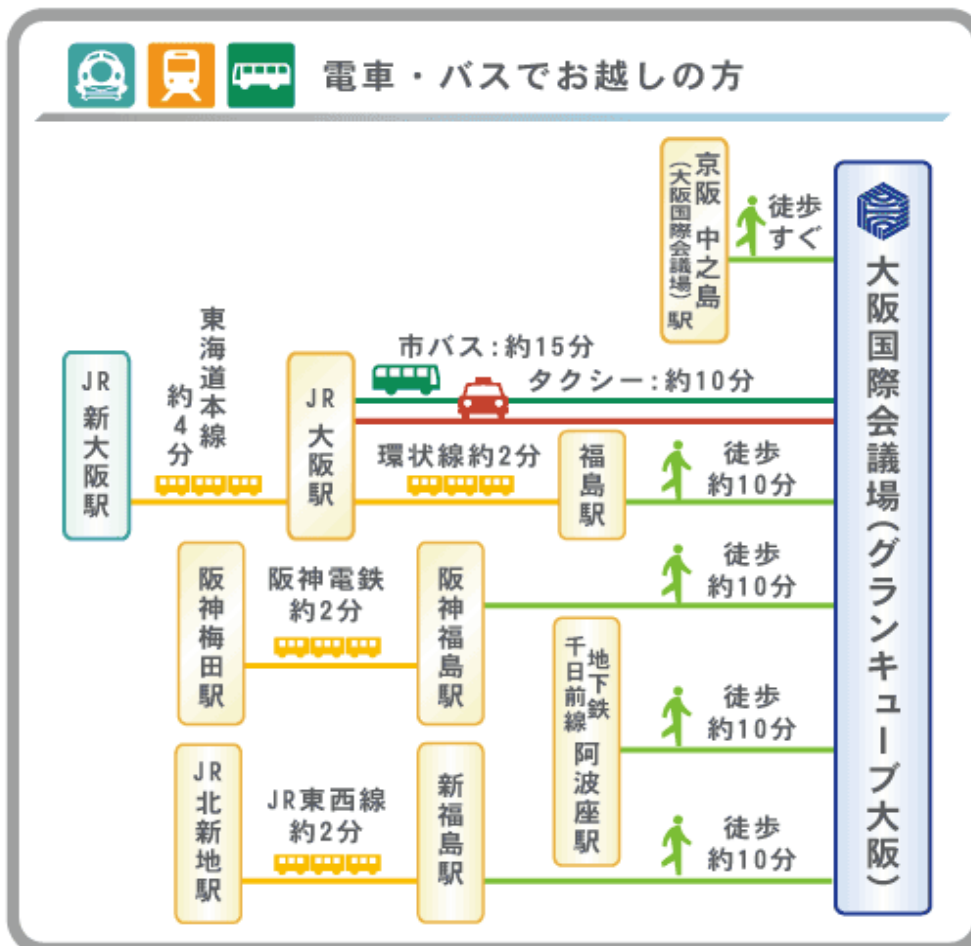 電車・バスでお越しの方
京阪 中之島
(大阪国際会議場)駅
徒歩
すぐ
大阪国際会議場(グランキューブ大阪)
市バス:約15分
タクシー:約10分
JR 新大阪駅
東海道本線
約4分
JR 大阪駅
環状線約2分
福島駅
徒歩
約10分
阪神梅田駅
阪神電鉄
約2分
阪神福島駅
徒歩
約10分
地下鉄
千日前線
阿波座駅
徒歩
約10分
JR 北新地駅
JR東西線
約2分
新福島駅
徒歩
約10分